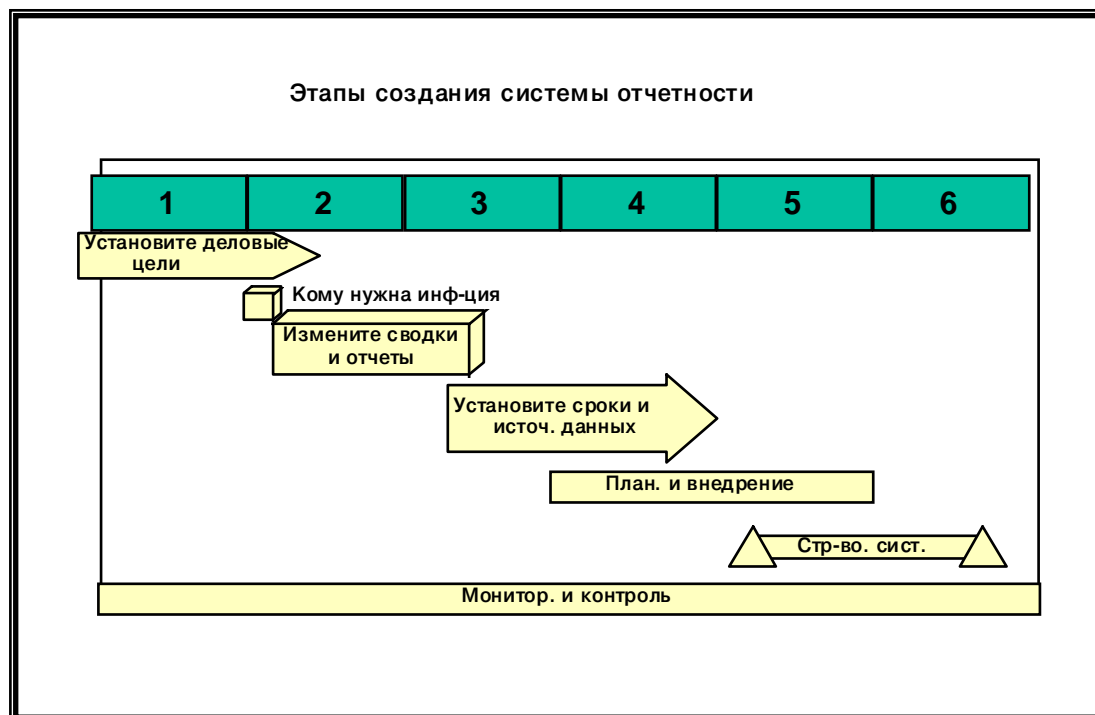 Этапы создания системы отчетности
1 2 3 4 5 6
Установите деловые
цели
Кому нужна инф-ция
Измените сводки
и отчеты
Установите сроки и
источ. данных
План. и внедрение
Стр-во. сист.
Монитор. и контроль